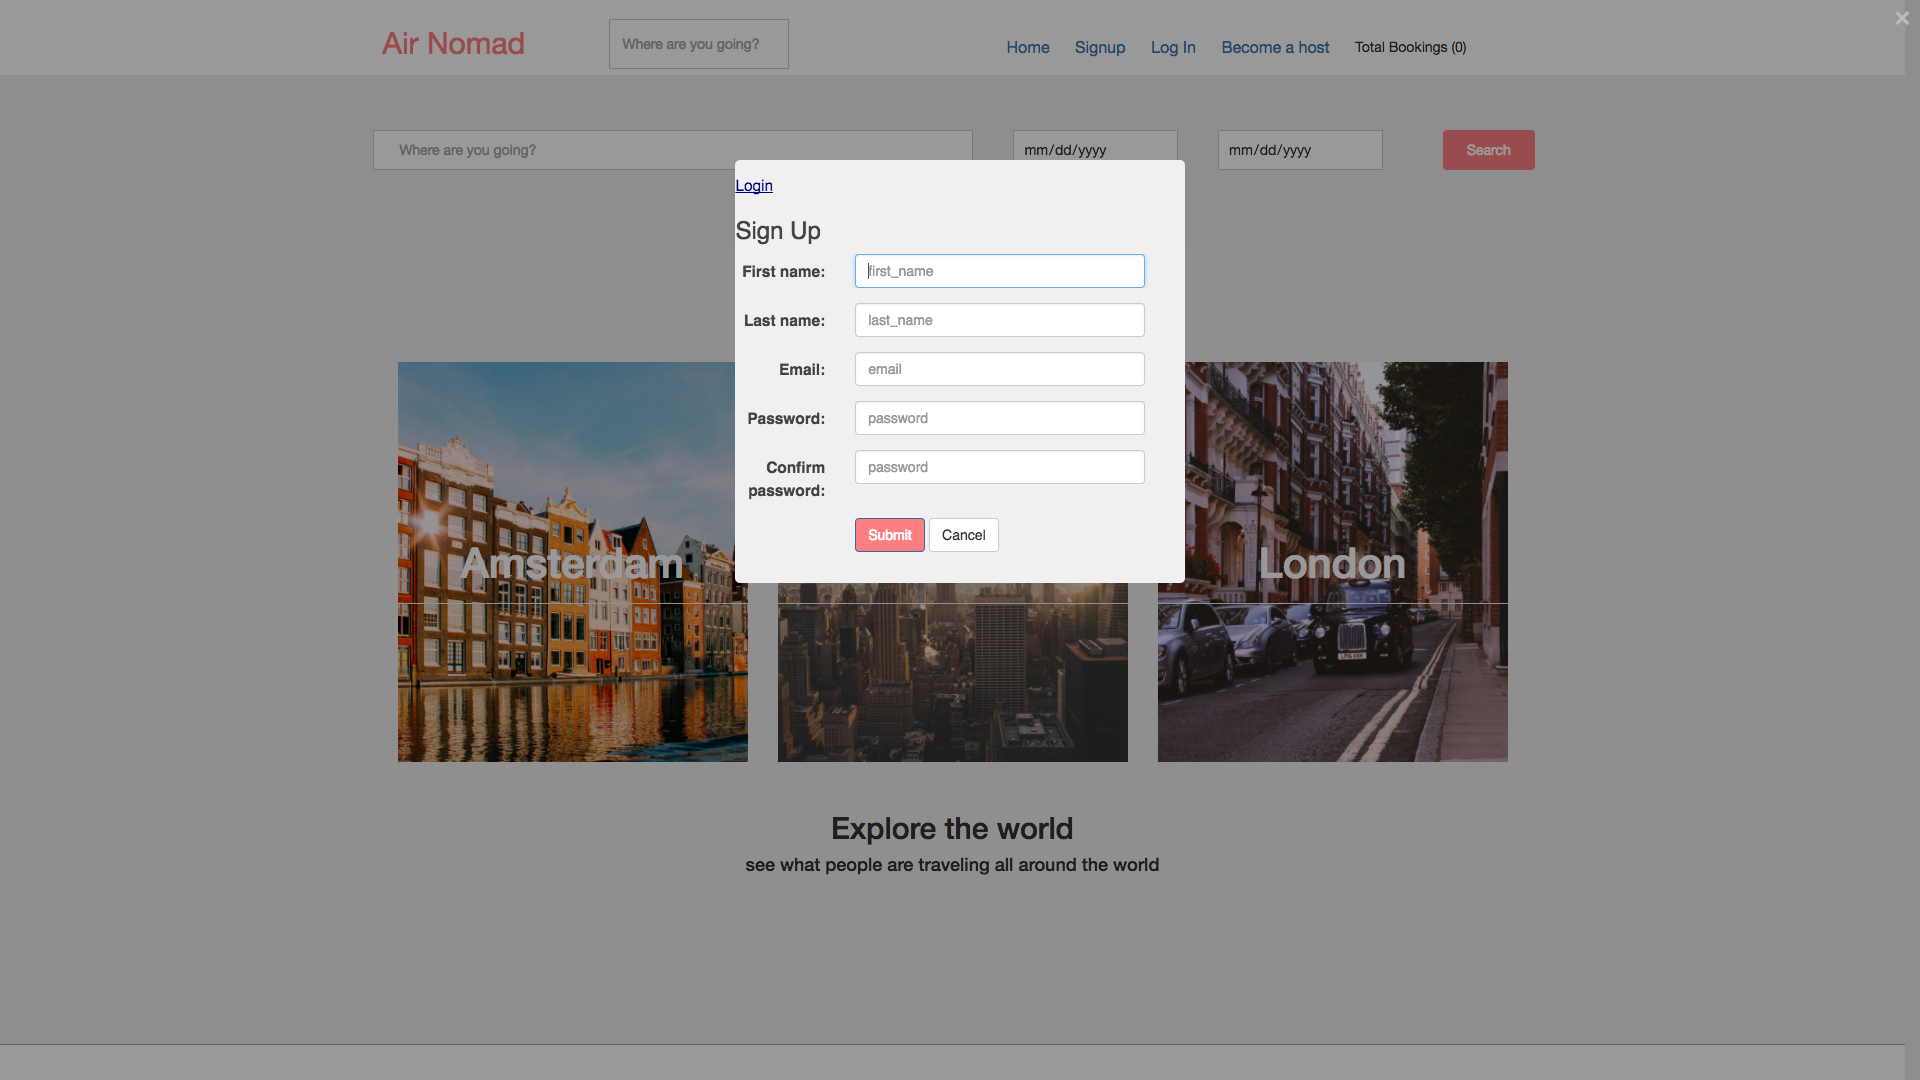 Air Nomad
Where are you going?
Home
Signup
Log In
Become a host
Total Bookings (0)
×
Where are you going?
mm/dd/yyyy
mm/dd/yyyy
Search
Login
Sign Up
First name:
first_name
Last name:
last_name
Email:
email
Password:
password
Confirm
password:
password
Submit
Cancel
Amsterdam
London
Explore the world
see what people are traveling all around the world